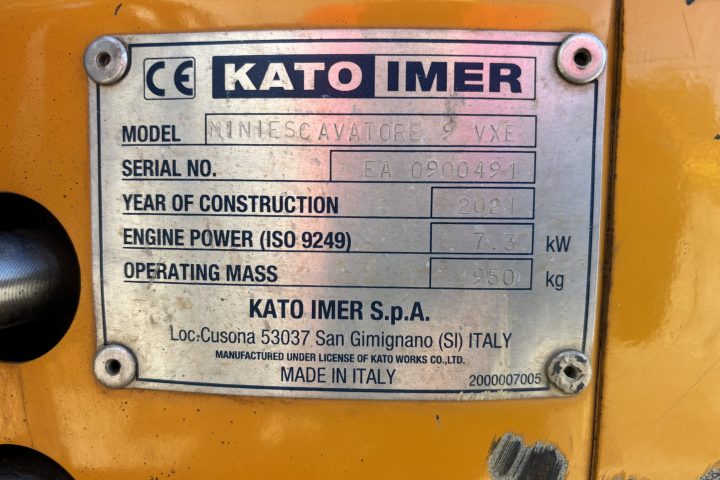 CE KATO IMER
MODEL MINIESCAVATORE 9 VXE
SERIAL NO. EA 0900491
YEAR OF CONSTRUCTION 2021
ENGINE POWER (ISO 9249) 7.3 kW
OPERATING MASS 950 kg
KATO IMER S.p.A.
Loc.Cusona 53037 San Gimignano (SI) ITALY
MANUFACTURED UNDER LICENSE OF KATO WORKS CO.,LTD.
MADE IN ITALY 2000007005